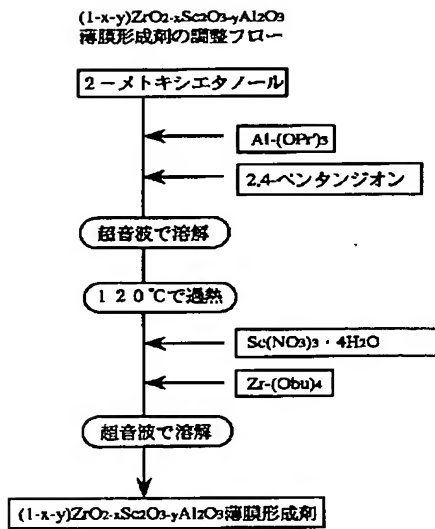 (1-x-y)ZrO2-xSc2O3-yAl2O3
薄膜形成剤の調整フロー
2－メトキシエタノール
Al-(OPr')3
2,4-ペンタンジオン
超音波で溶解
120℃で過熱
Sc(NO3)3・4H2O
Zr-(Obu)4
超音波で溶解
(1-x-y)ZrO2-xSc2O3-yAl2O3薄膜形成剤